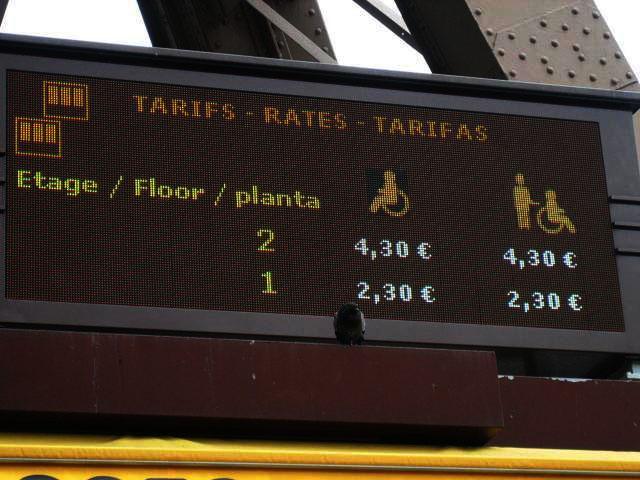 TARIFS - RATES - TARIFAS
Etage / Floor / planta
2 4,30 € 4,30 €
1 2,30 € 2,30 €